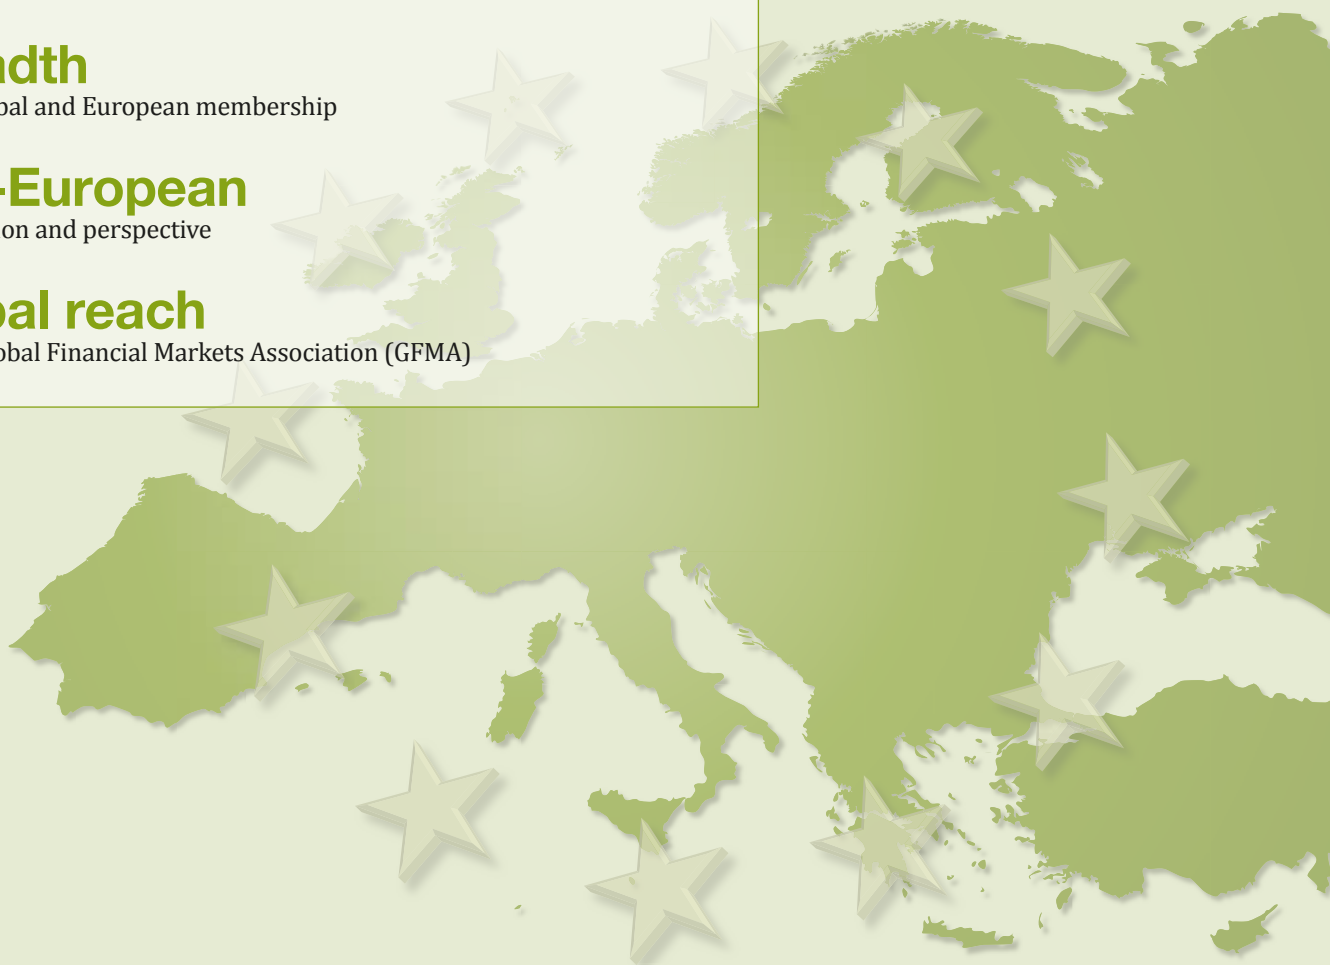 adth
bal and European membership
-European
on and perspective
bal reach
obal Financial Markets Association (GFMA)